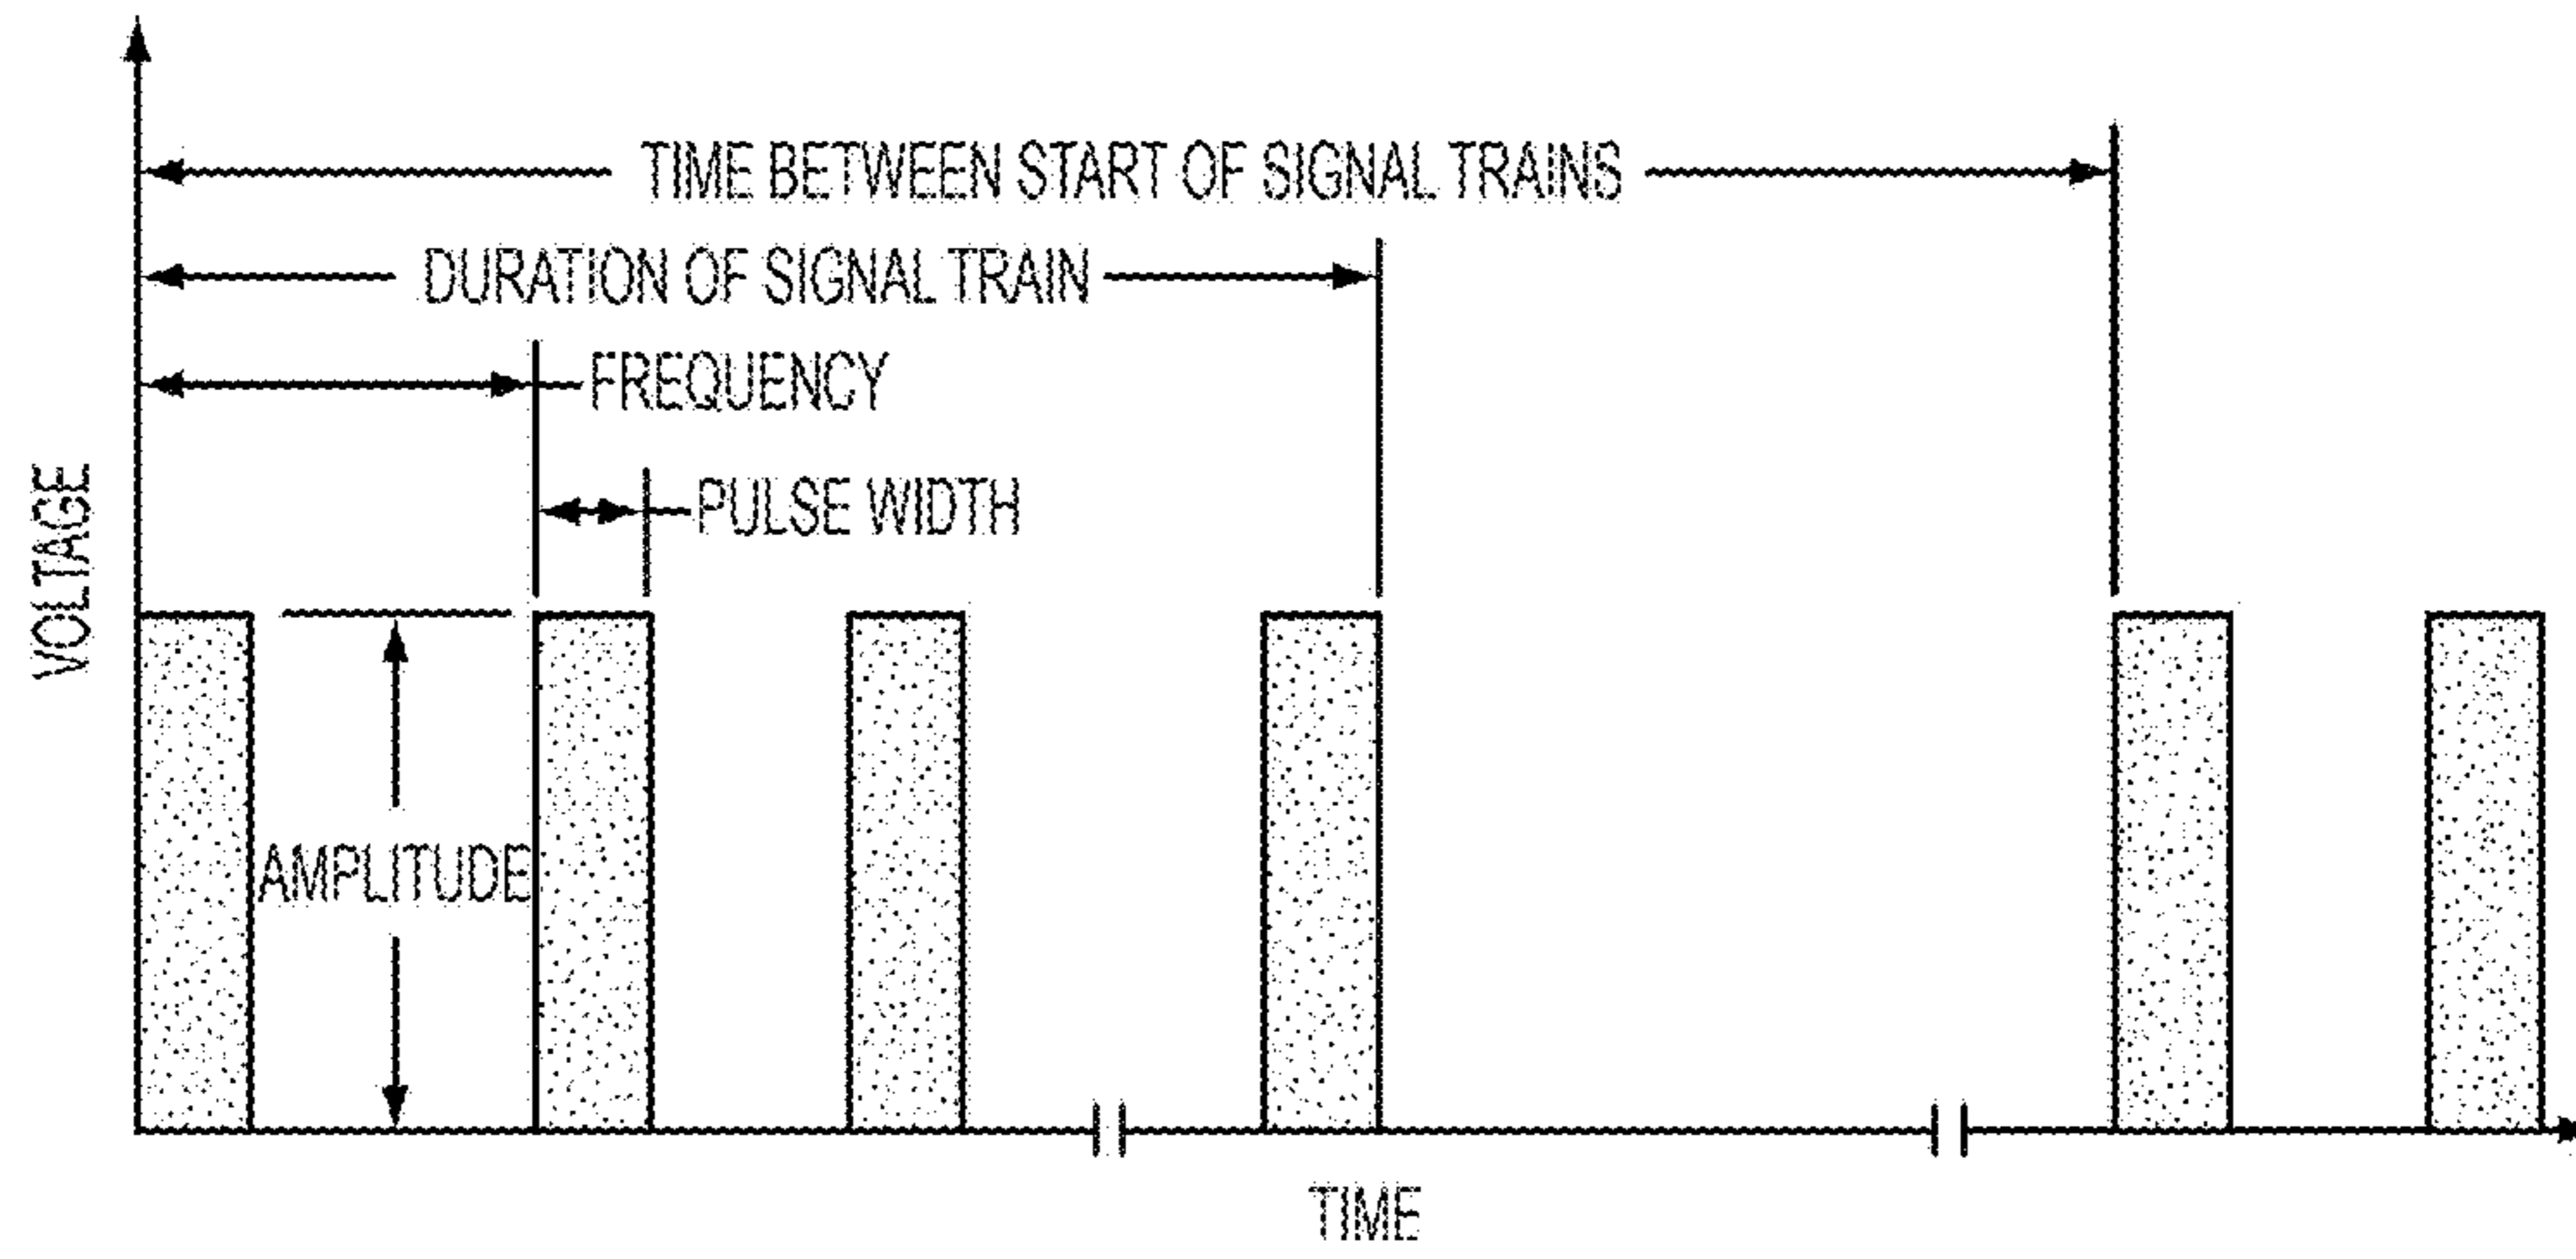 TIME BETWEEN START OF SIGNAL TRAINS
DURATION OF SIGNAL TRAIN
FREQUENCY
PULSE WIDTH
VOLTAGE
AMPLITUDE
TIME